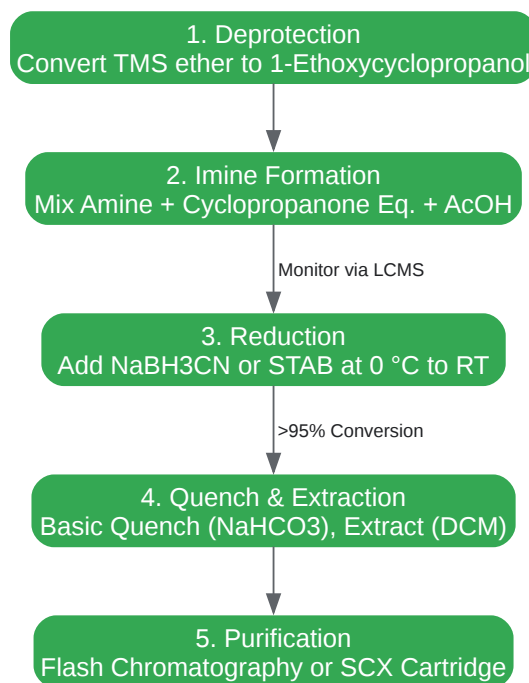 1. Deprotection
Convert TMS ether to 1-Ethoxycyclopropanol
2. Imine Formation
Mix Amine + Cyclopropanone Eq. + AcOH
Monitor via LCMS
3. Reduction
Add NaBH3CN or STAB at 0 °C to RT
>95% Conversion
4. Quench & Extraction
Basic Quench (NaHCO3), Extract (DCM)
5. Purification
Flash Chromatography or SCX Cartridge